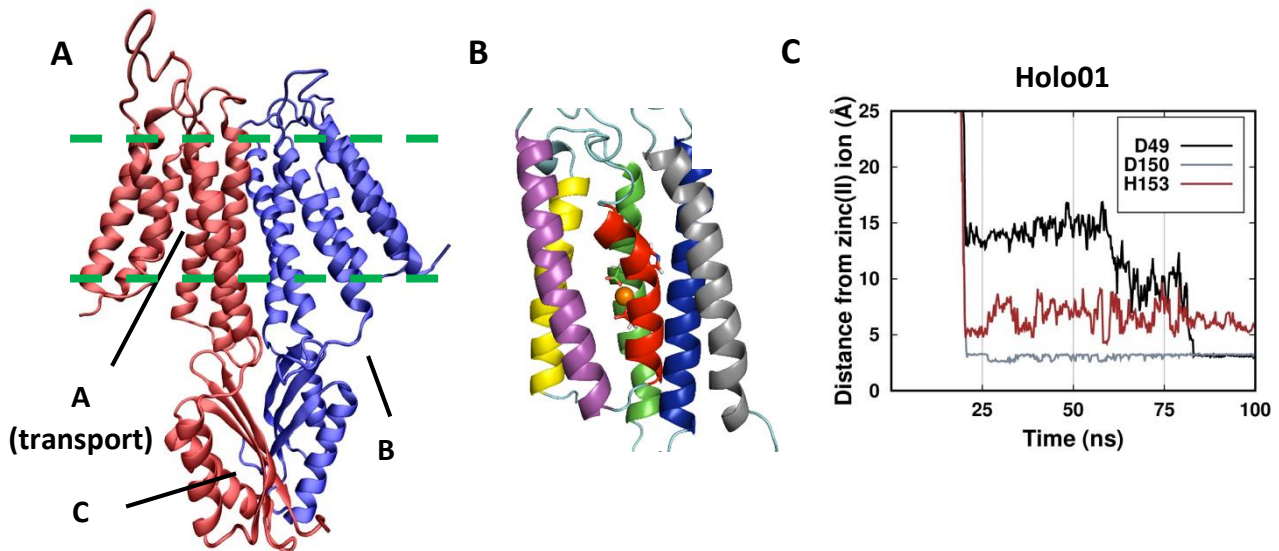 A
B
C
A
(transport)
B
C
Holo01
Distance from zinc(II) ion (Å)
25
20
15
10
5
0
D49
D150
H153
25
50
75
100
Time (ns)